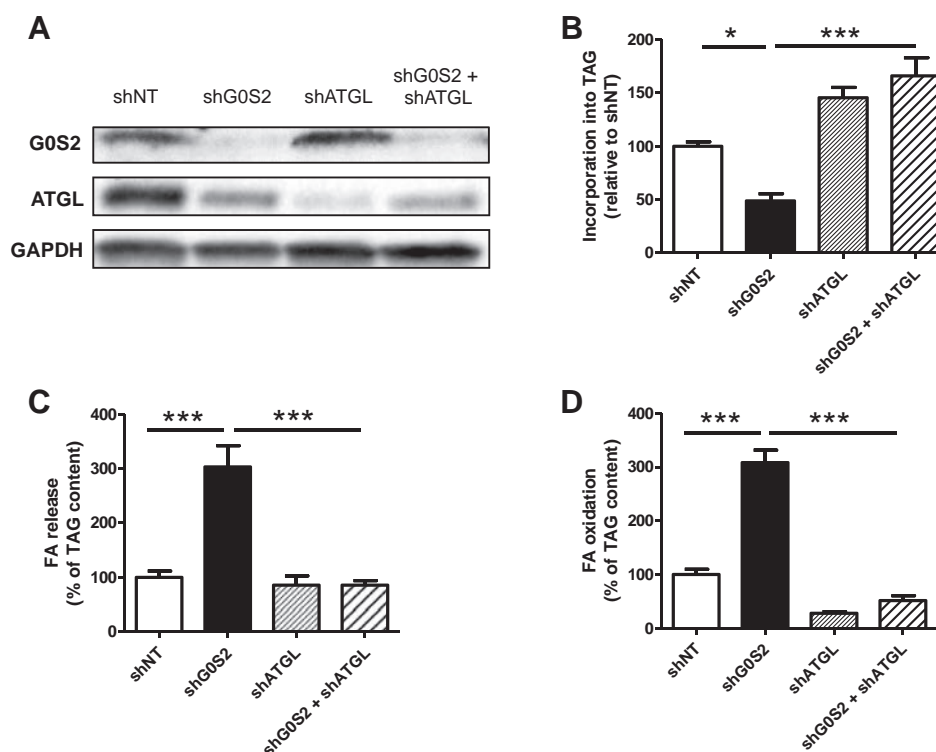 A
shNT shG0S2 shATGL shG0S2 +
shATGL
G0S2
ATGL
GAPDH
B
Incorporation into TAG
(relative to shNT)
200
150
100
50
0
* ***
shNT
shG0S2
shATGL
shG0S2 + shATGL
C
FA release
(% of TAG content)
400
300
200
100
0
*** ***
shNT
shG0S2
shATGL
shG0S2 + shATGL
D
FA oxidation
(% of TAG content)
400
300
200
100
0
*** ***
shNT
shG0S2
shATGL
shG0S2 + shATGL